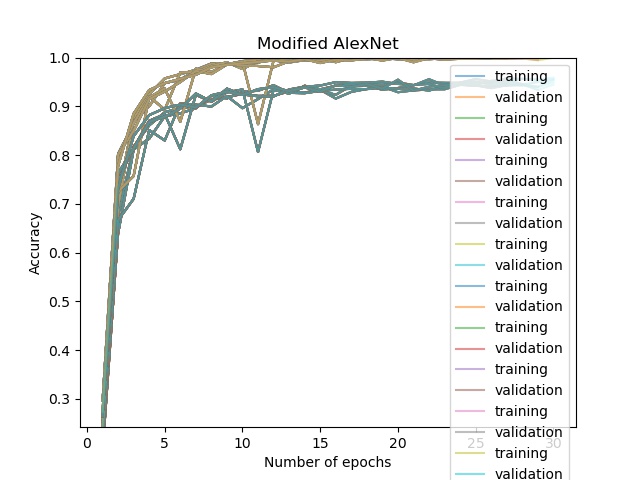 Modified AlexNet
Accuracy
1.0
0.9
0.8
0.7
0.6
0.5
0.4
0.3
0
5
10
15
20
25
30
Number of epochs
training
validation
training
validation
training
validation
training
validation
training
validation
training
validation
training
validation
training
validation
training
validation
training
validation